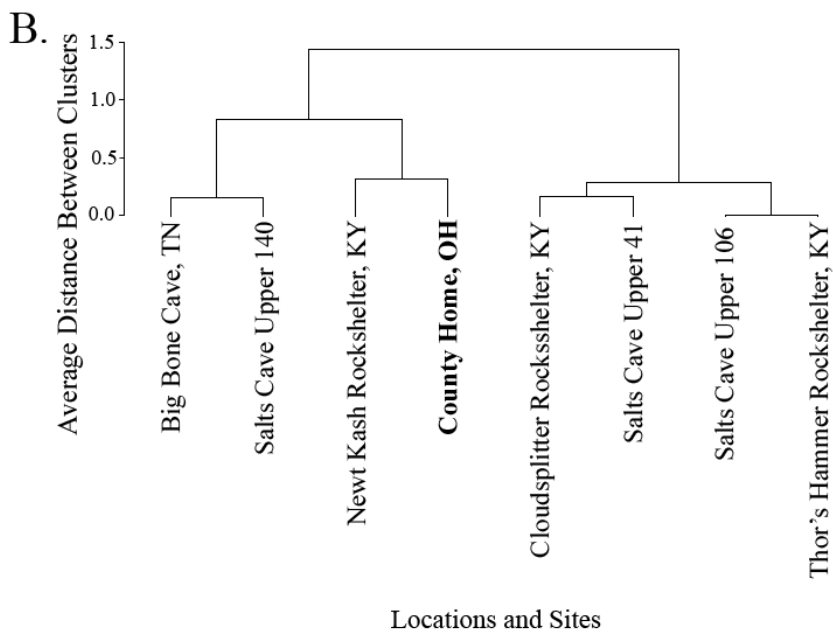 B.
Average Distance Between Clusters
1.5
1.0
0.5
0.0
Big Bone Cave, TN
Salts Cave Upper 140
Newt Kash Rockshelter, KY
County Home, OH
Cloudsplitter Rocksshelter, KY
Salts Cave Upper 41
Salts Cave Upper 106
Thor's Hammer Rockshelter, KY
Locations and Sites